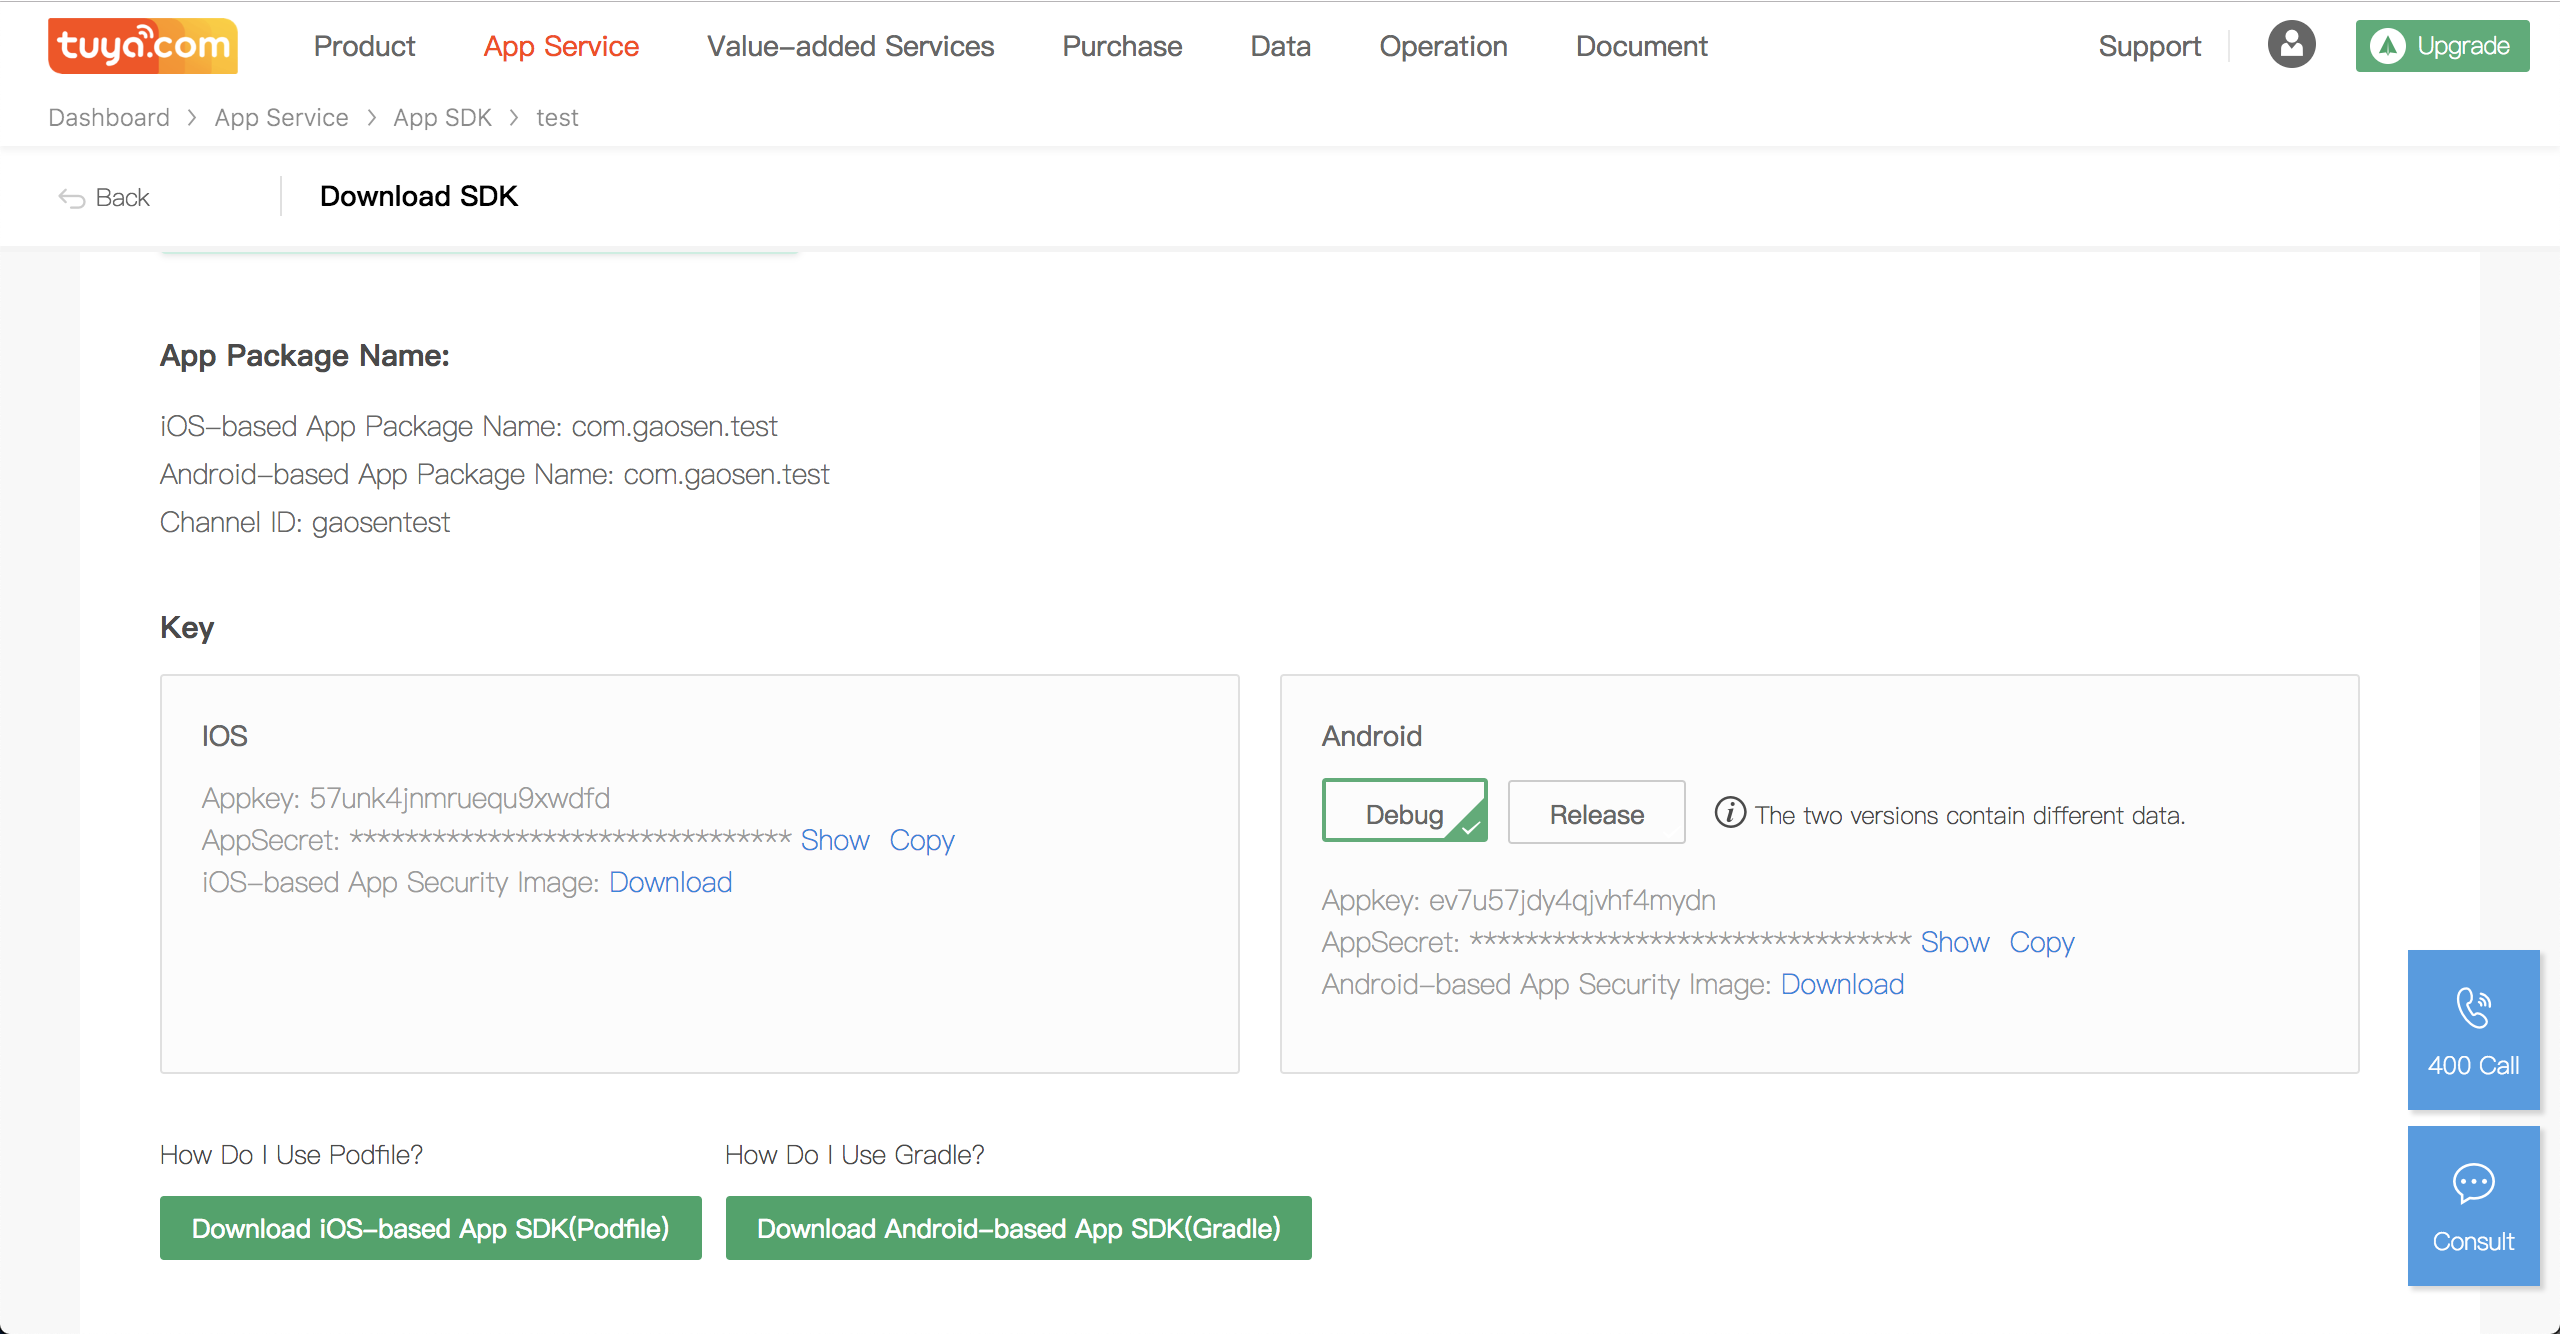 tuya.com Product App Service Value-added Services Purchase Data Operation Document Support Upgrade
Dashboard > App Service > App SDK > test
Back Download SDK
App Package Name:
iOS-based App Package Name: com.gaosen.test
Android-based App Package Name: com.gaosen.test
Channel ID: gaosentest
Key
IOS
Appkey: 57unk4jnmruequ9xwdfd
AppSecret: ******************************** Show Copy
iOS-based App Security Image: Download
Android
Debug Release The two versions contain different data.
Appkey: ev7u57jdy4qjvhf4mydn
AppSecret: ******************************** Show Copy
Android-based App Security Image: Download
400 Call
Consult
How Do I Use Podfile? How Do I Use Gradle?
Download iOS-based App SDK(Podfile) Download Android-based App SDK(Gradle)